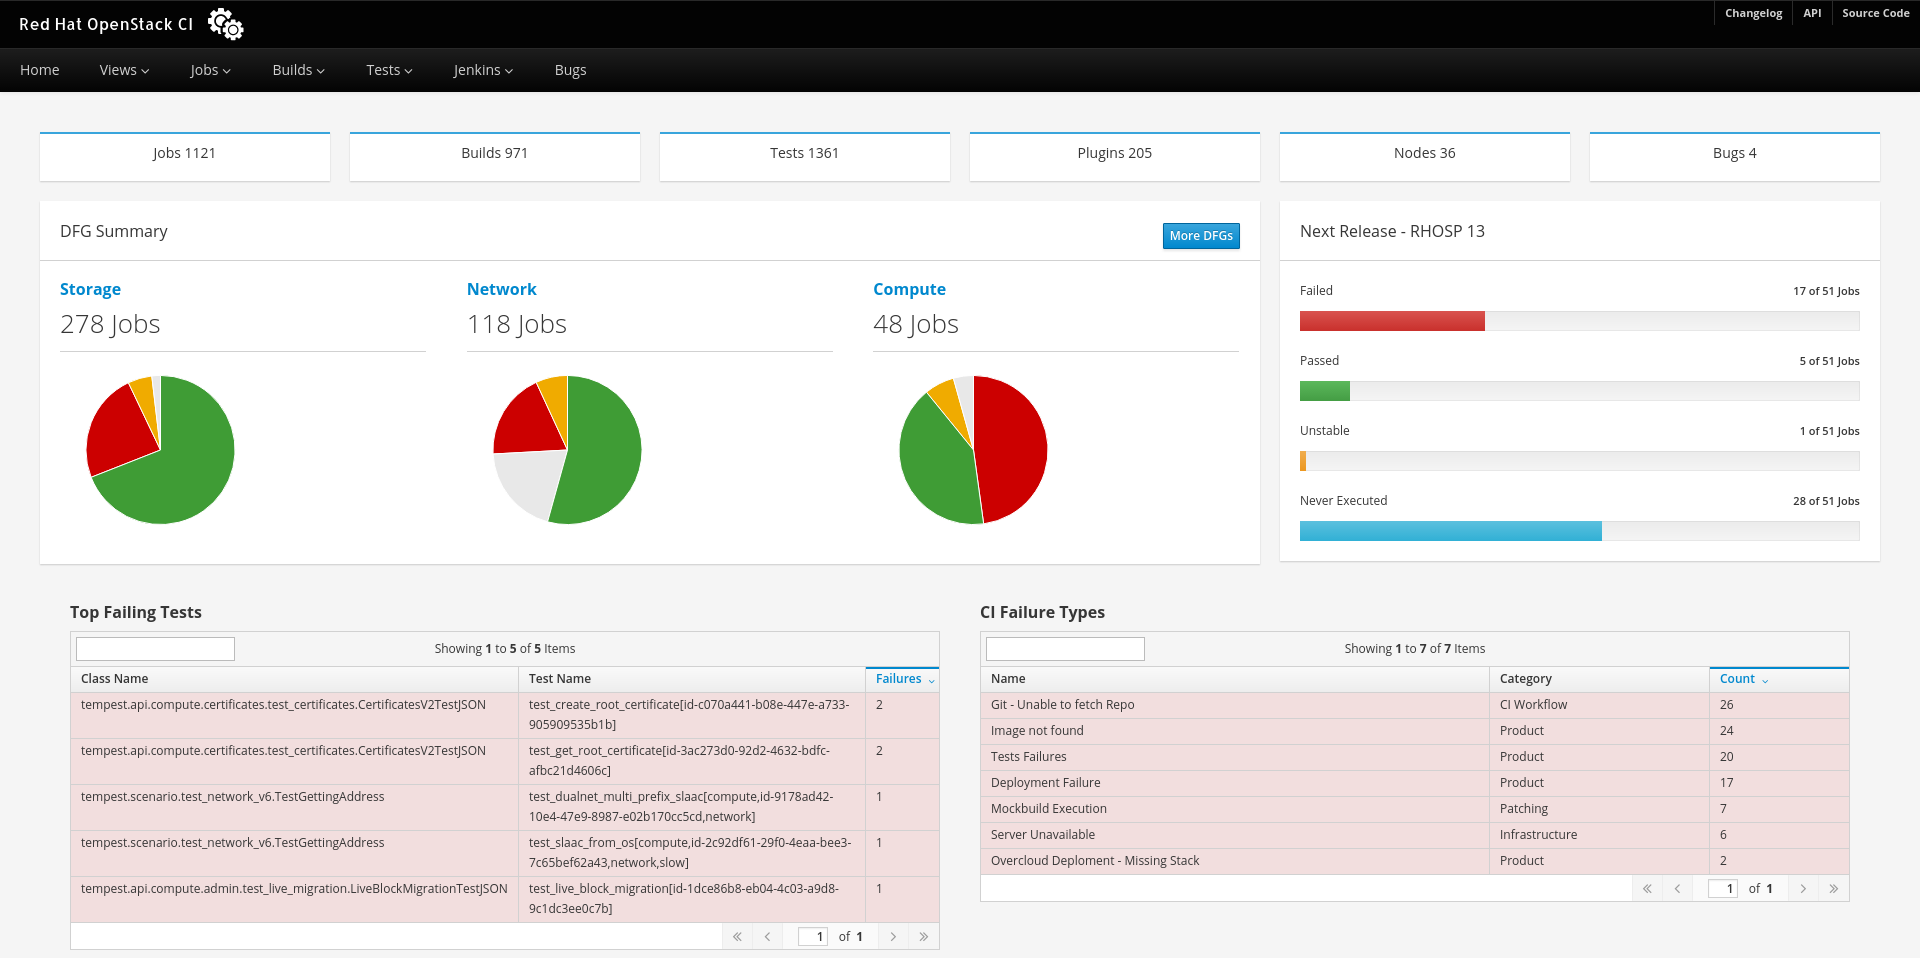 Red Hat OpenStack CI
Changelog
API
Source Code
Home
Views
Jobs
Builds
Tests
Jenkins
Bugs
Jobs 1121
Builds 971
Tests 1361
Plugins 205
Nodes 36
Bugs 4
DFG Summary
More DFGs
Storage
278 Jobs
Network
118 Jobs
Compute
48 Jobs
Next Release - RHOSP 13
Failed
17 of 51 Jobs
Passed
5 of 51 Jobs
Unstable
1 of 51 Jobs
Never Executed
28 of 51 Jobs
Top Failing Tests
Showing 1 to 5 of 5 Items
Class Name
Test Name
Failures
tempest.api.compute.certificates.test_certificates.CertificatesV2TestJSON
test_create_root_certificate[id-c070a441-b08e-447e-a733-
905909535b1b]
2
tempest.api.compute.certificates.test_certificates.CertificatesV2TestJSON
test_get_root_certificate[id-3ac273d0-92d2-4632-bdfc-
afbc21d4606c]
2
tempest.scenario.test_network_v6.TestGettingAddress
test_dualnet_multi_prefix_slaac[compute,id-9178ad42-
10e4-47e9-8987-e02b170cc5cd,network]
1
tempest.scenario.test_network_v6.TestGettingAddress
test_slaac_from_os[compute,id-2c92df61-29f0-4eaa-bee3-
7c65bef62a43,network,slow]
1
tempest.api.compute.admin.test_live_migration.LiveBlockMigrationTestJSON
test_live_block_migration[id-1dce86b8-eb04-4c03-a9d8-
9c1dc3ee0c7b]
1
1 of 1
CI Failure Types
Showing 1 to 7 of 7 Items
Name
Category
Count
Git - Unable to fetch Repo
CI Workflow
26
Image not found
Product
24
Tests Failures
Product
20
Deployment Failure
Product
17
Mockbuild Execution
Patching
7
Server Unavailable
Infrastructure
6
Overcloud Deploment - Missing Stack
Product
2
1 of 1